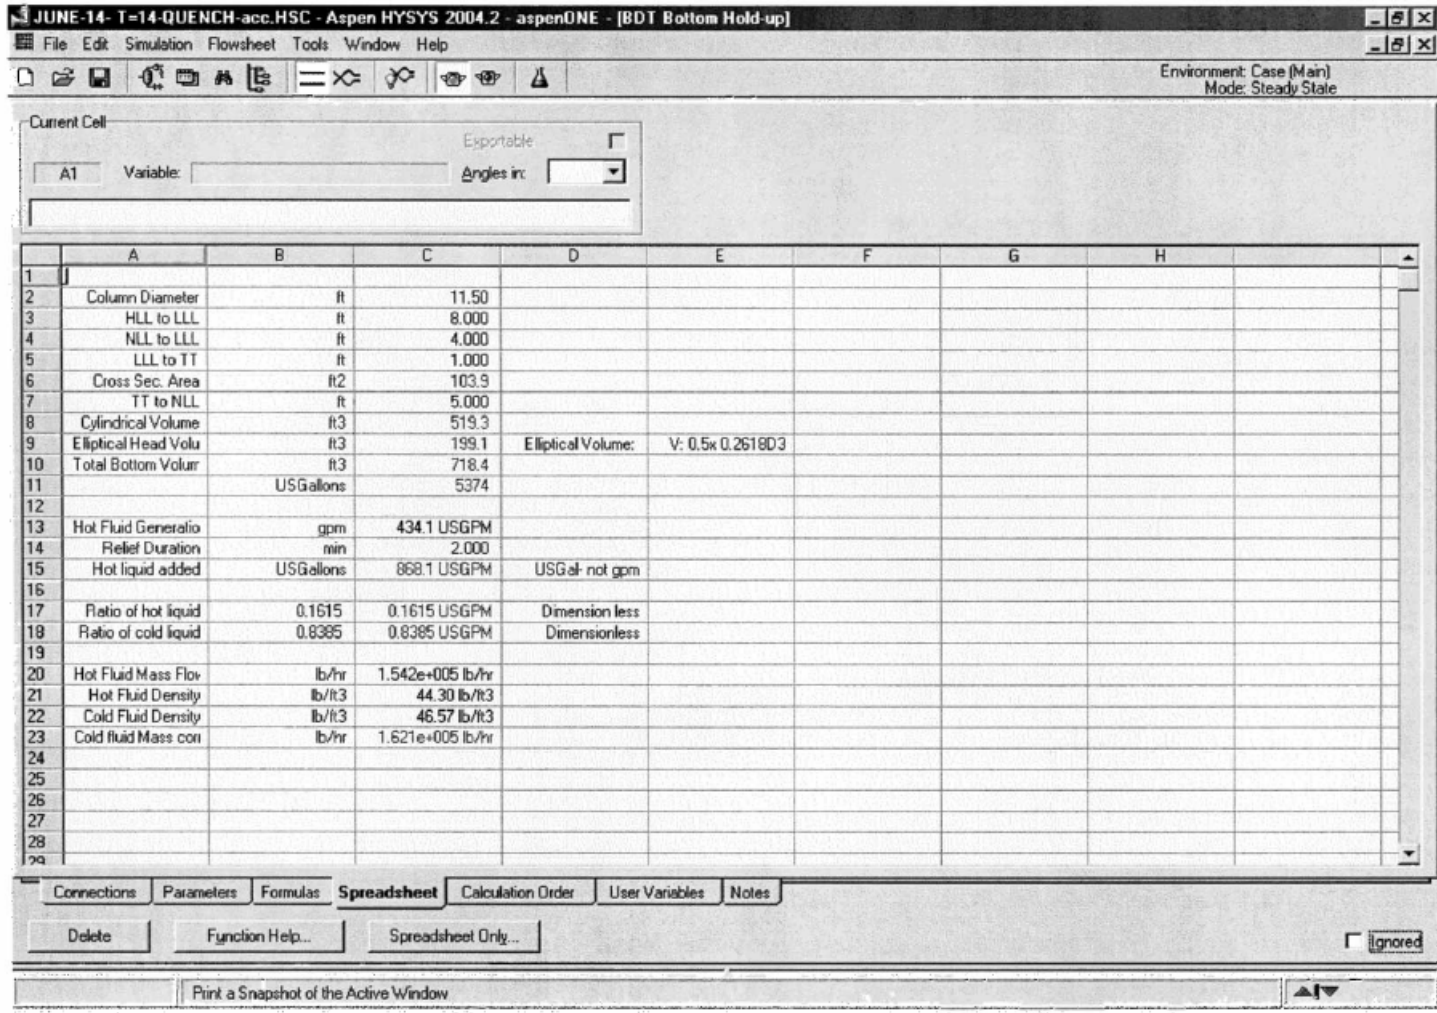 JUNE-14- T=14-QUENCH-acc.HSC - Aspen HYSYS 2004.2 - aspenONE - [BDT Bottom Hold-up]
File Edit Simulation Flowsheet Tools Window Help
Environment: Case (Main)
Mode: Steady State
Current Cell
Exportable
A1 Variable: Angles in:
A B C D E F G H
1
2 Column Diameter ft 11.50
3 HLL to LLL ft 8.000
4 NLL to LLL ft 4.000
5 LLL to TT ft 1.000
6 Cross Sec. Area ft2 103.9
7 TT to NLL ft 5.000
8 Cylindrical Volume ft3 519.3
9 Elliptical Head Volu ft3 199.1 Elliptical Volume: V: 0.5x 0.2618D3
10 Total Bottom Volum ft3 718.4
11 USGallons 5374
12
13 Hot Fluid Generatio gpm 434.1 USGPM
14 Relief Duration min 2.000
15 Hot liquid added USGallons 868.1 USGPM USGal- not gpm
16
17 Ratio of hot liquid 0.1615 0.1615 USGPM Dimension less
18 Ratio of cold liquid 0.8385 0.8385 USGPM Dimensionless
19
20 Hot Fluid Mass Flov lb/hr 1.542e+005 lb/hr
21 Hot Fluid Density lb/ft3 44.30 lb/ft3
22 Cold Fluid Density lb/ft3 46.57 lb/ft3
23 Cold fluid Mass con lb/hr 1.621e+005 lb/hr
24
25
26
27
28
29
Connections Parameters Formulas Spreadsheet Calculation Order User Variables Notes
Delete Function Help... Spreadsheet Only... Ignored
Print a Snapshot of the Active Window